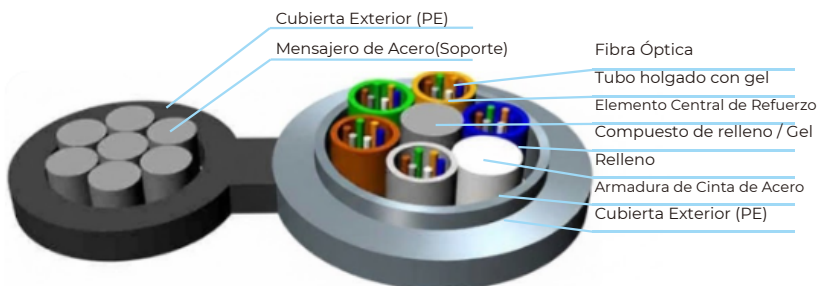 Cubierta Exterior (PE)
Mensajero de Acero(Soporte)
Fibra Óptica
Tubo holgado con gel
Elemento Central de Refuerzo
Compuesto de relleno / Gel
Relleno
Armadura de Cinta de Acero
Cubierta Exterior (PE)